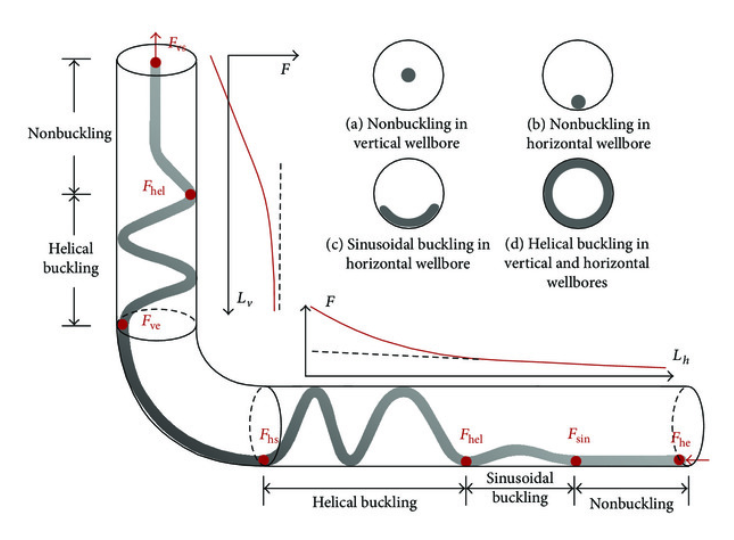 F_vs
F
Nonbuckling
F_hel
Helical
buckling
L_v
F_ve
(a) Nonbuckling in
vertical wellbore
(b) Nonbuckling in
horizontal wellbore
(c) Sinusoidal buckling in
horizontal wellbore
(d) Helical buckling in
vertical and horizontal
wellbores
F
L_h
F_hs
F_hel
F_sin
F_he
Helical buckling
Sinusoidal
buckling
Nonbuckling